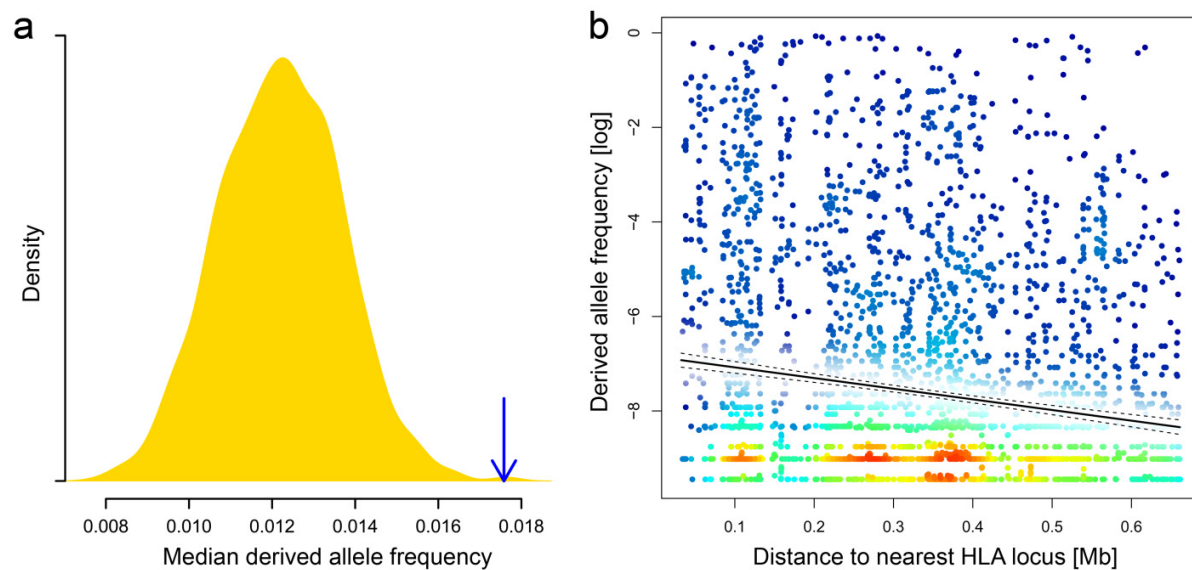 a
Density
0.008 0.010 0.012 0.014 0.016 0.018
Median derived allele frequency
b
Derived allele frequency [log]
0
-2
-4
-6
-8
0.1 0.2 0.3 0.4 0.5 0.6
Distance to nearest HLA locus [Mb]